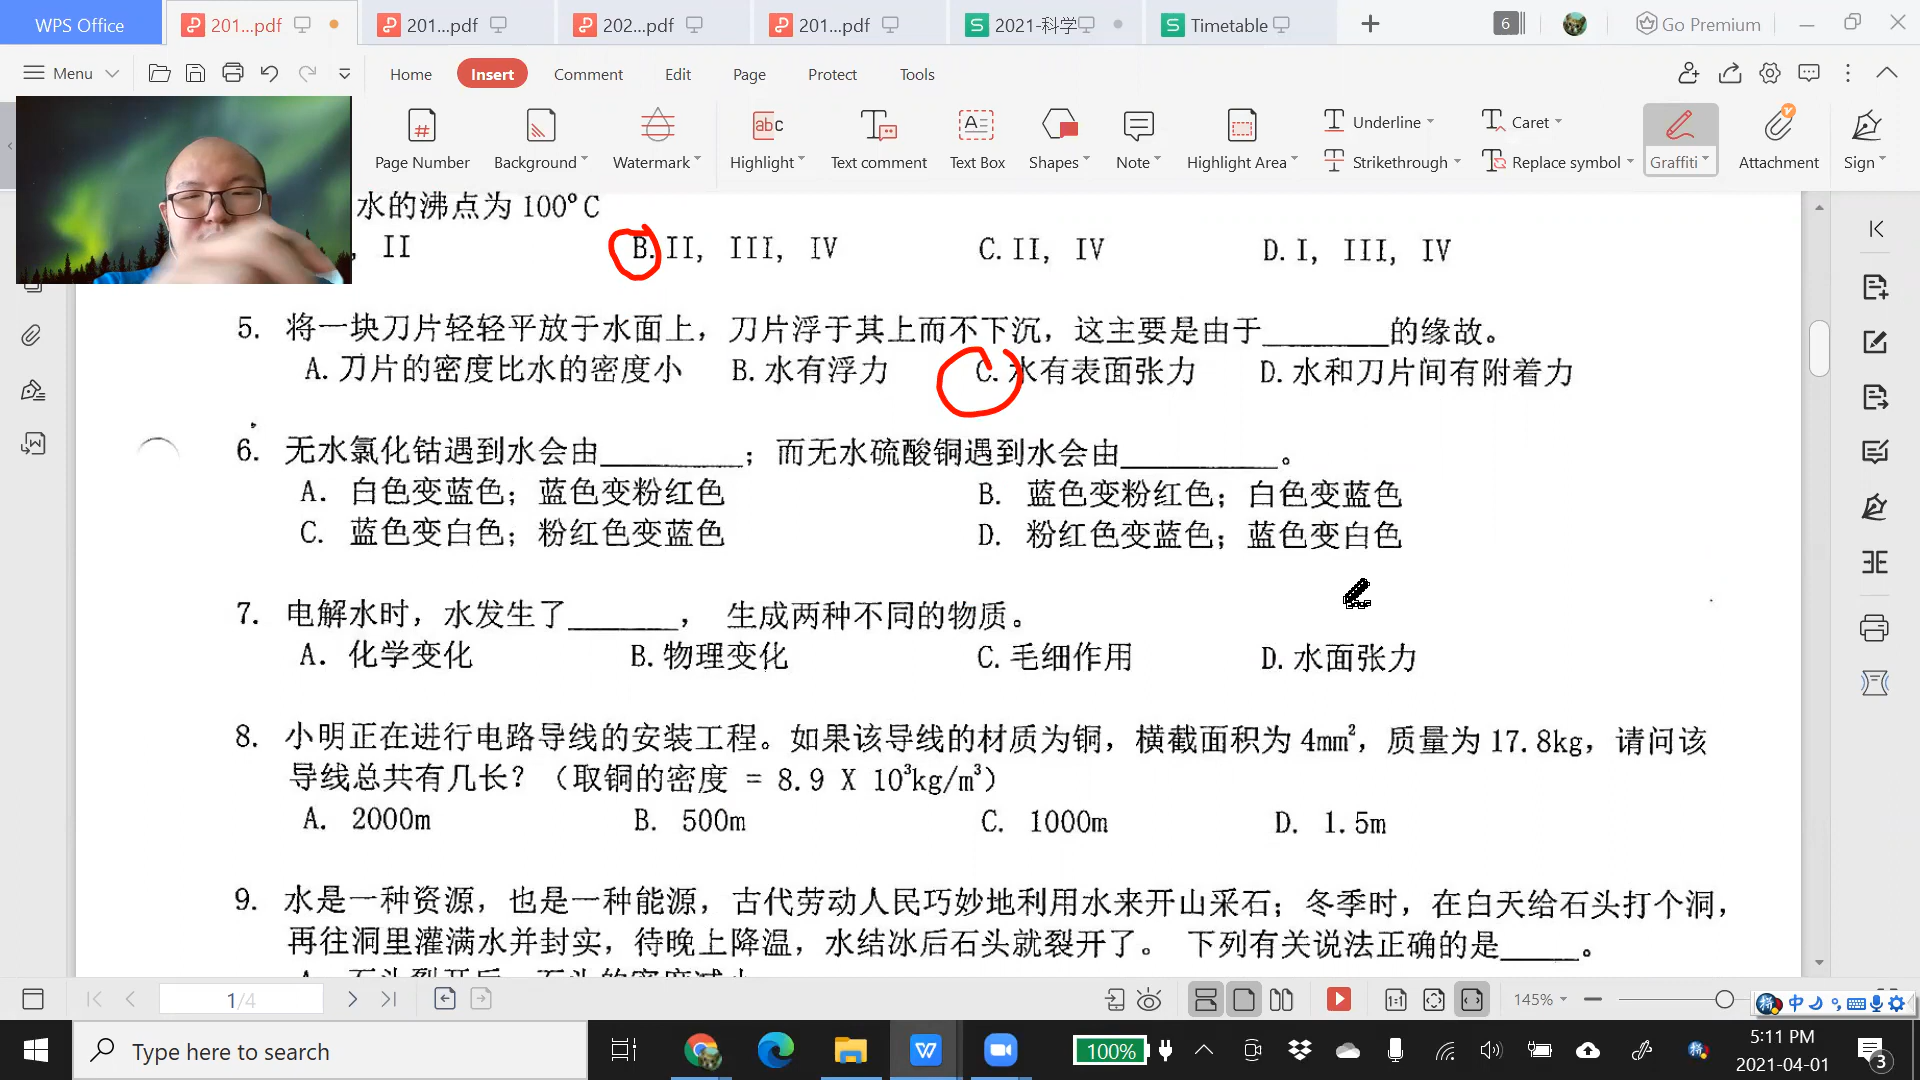 WPS Office
201...pdf
201...pdf
202...pdf
201...pdf
2021-科学
Timetable
6
Go Premium
Menu
Home
Insert
Comment
Edit
Page
Protect
Tools
Page Number
Background
Watermark
Highlight
Text comment
Text Box
Shapes
Note
Highlight Area
Underline
Strikethrough
Caret
Replace symbol
Graffiti
Attachment
Sign
水的沸点为 100°C
, II
B. II, III, IV
C. II, IV
D. I, III, IV
5. 将一块刀片轻轻平放于水面上，刀片浮于其上而不下沉，这主要是由于________的缘故。
A. 刀片的密度比水的密度小
B. 水有浮力
C. 水有表面张力
D. 水和刀片间有附着力
6. 无水氯化钴遇到水会由_________；而无水硫酸铜遇到水会由__________。
A. 白色变蓝色；蓝色变粉红色
B. 蓝色变粉红色；白色变蓝色
C. 蓝色变白色；粉红色变蓝色
D. 粉红色变蓝色；蓝色变白色
7. 电解水时，水发生了_______， 生成两种不同的物质。
A. 化学变化
B. 物理变化
C. 毛细作用
D. 水面张力
8. 小明正在进行电路导线的安装工程。如果该导线的材质为铜，横截面积为 4mm²，质量为 17.8kg，请问该
导线总共有几长？（取铜的密度 = 8.9 X 10³kg/m³）
A. 2000m
B. 500m
C. 1000m
D. 1.5m
9. 水是一种资源，也是一种能源，古代劳动人民巧妙地利用水来开山采石；冬季时，在白天给石头打个洞，
再往洞里灌满水并封实，待晚上降温，水结冰后石头就裂开了。 下列有关说法正确的是_____。
A. 石头裂开后，石头的密度减小
1/4
145%
中
Type here to search
100%
5:11 PM
2021-04-01
3